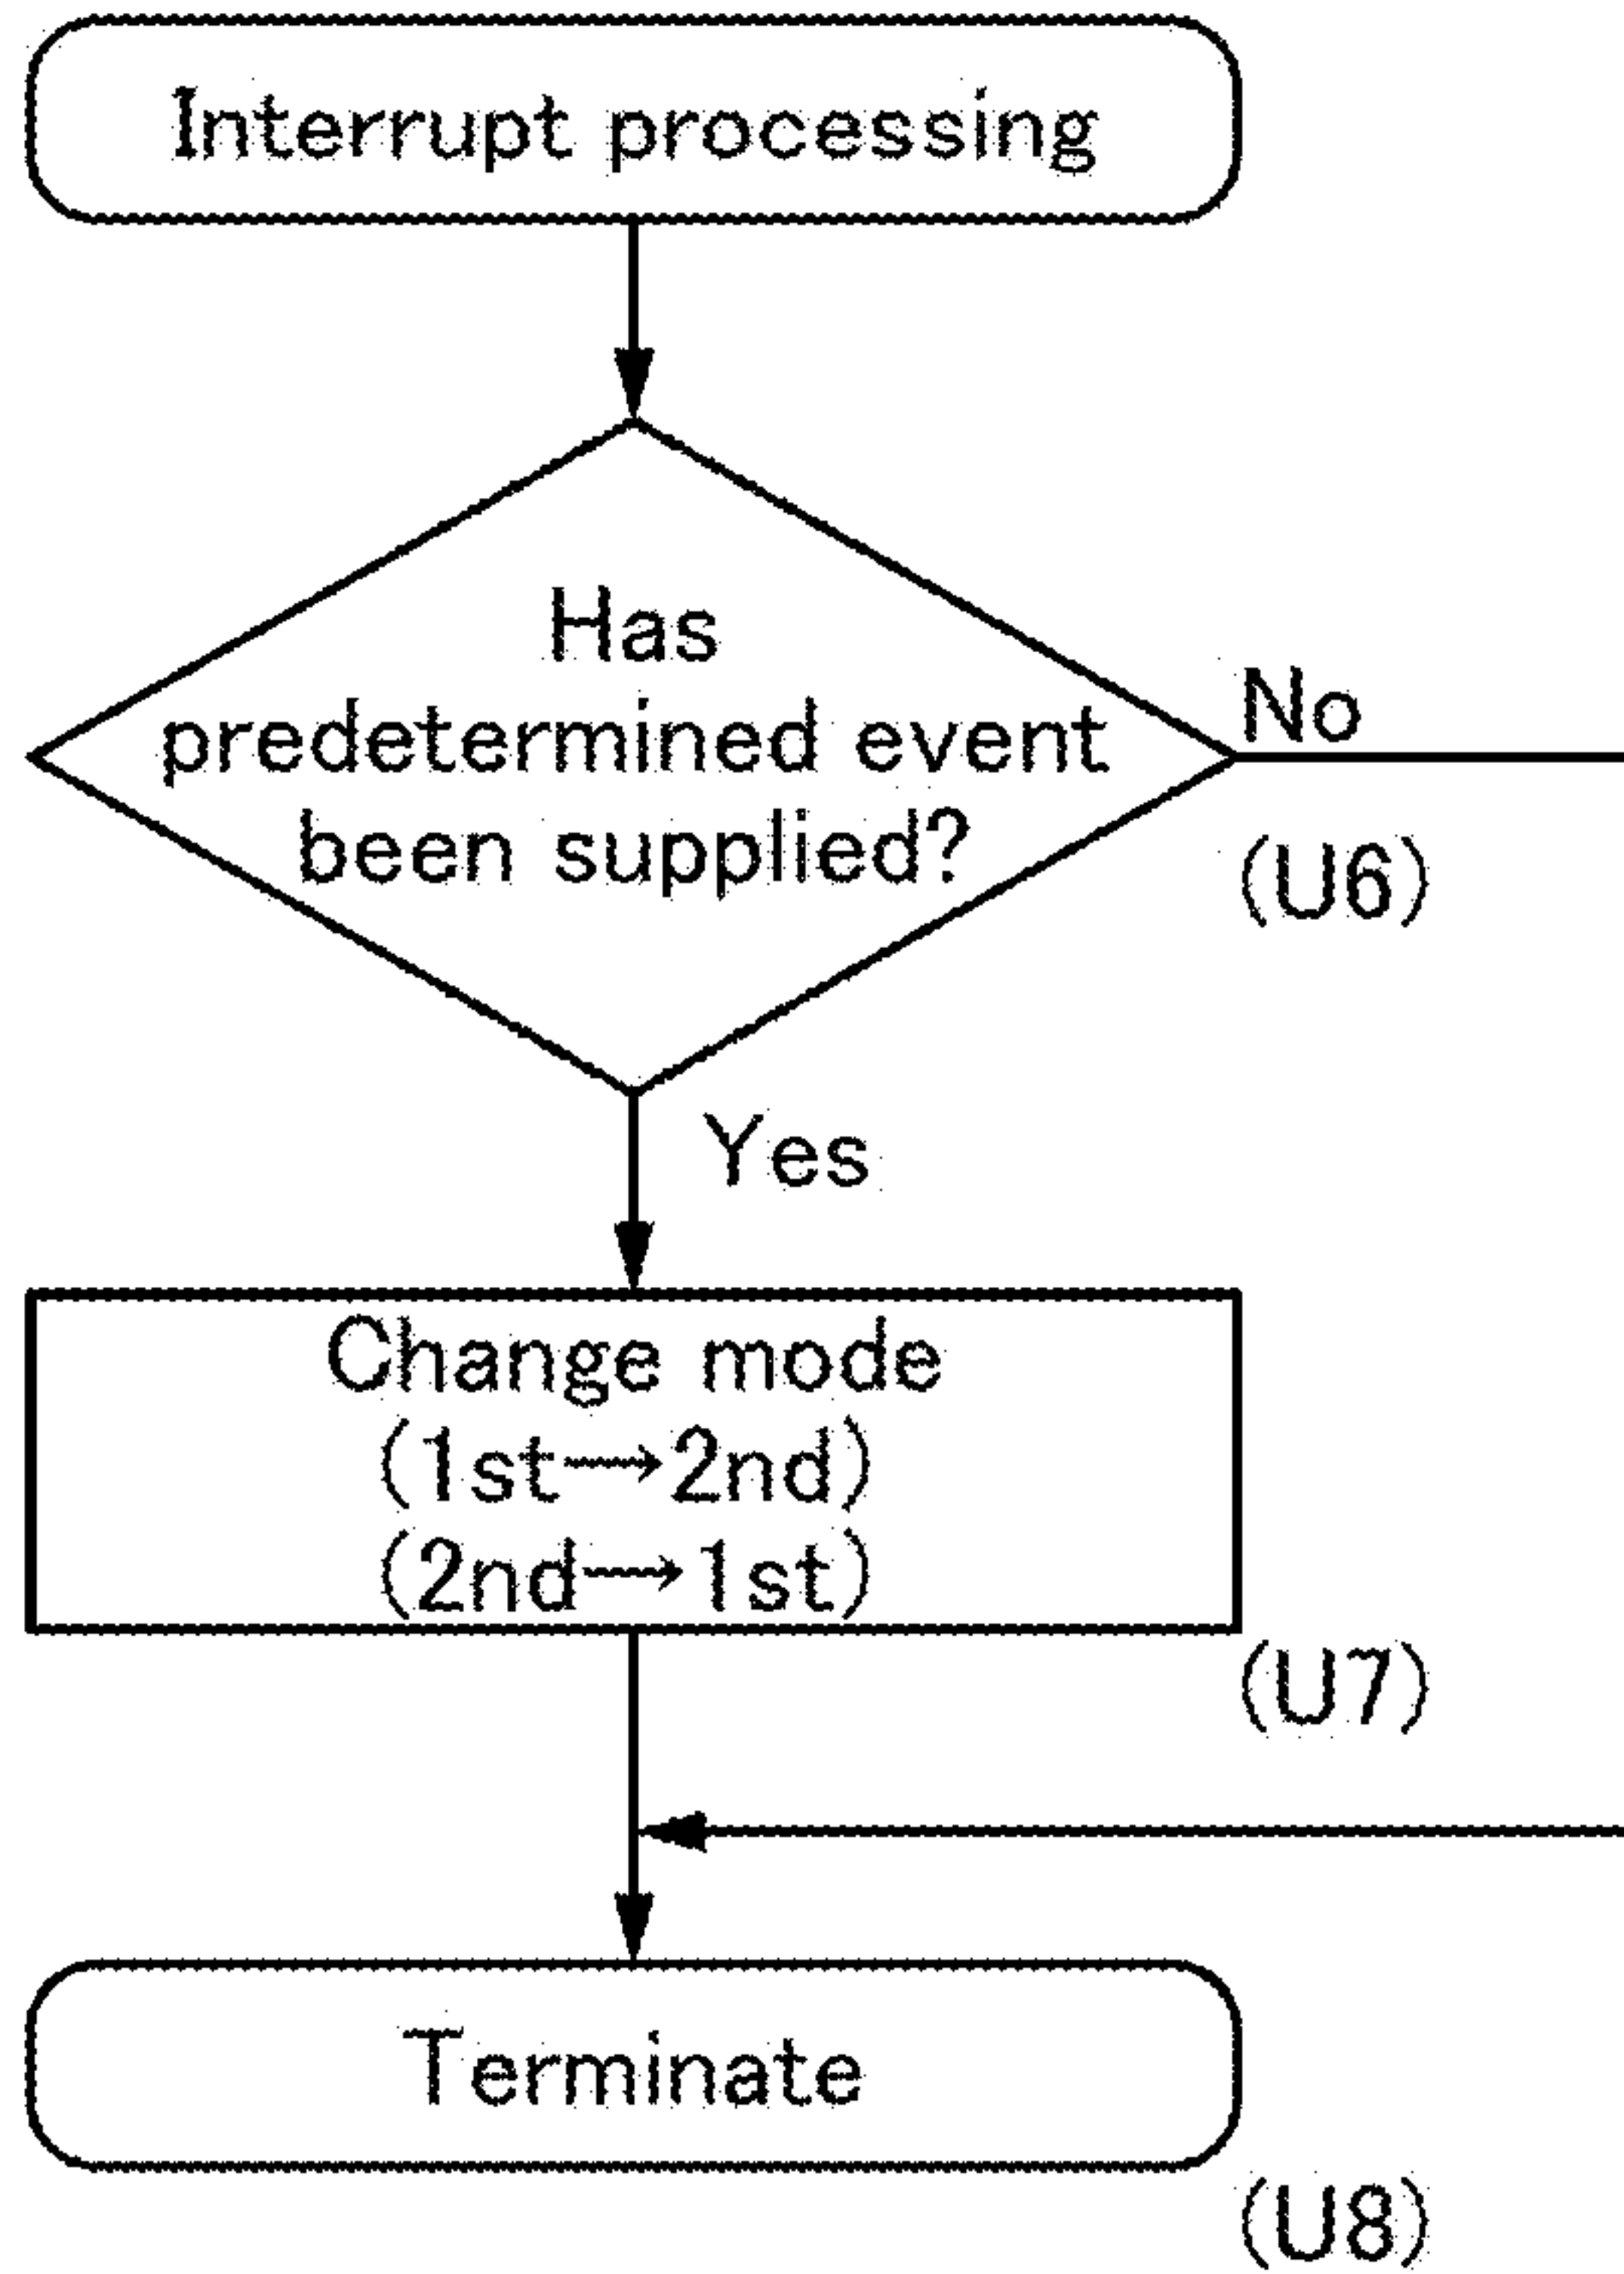 Interrupt processing
Has
predetermined event
been supplied?
No
(U6)
Yes
Change mode
(1st→2nd)
(2nd→1st)
(U7)
Terminate
(U8)